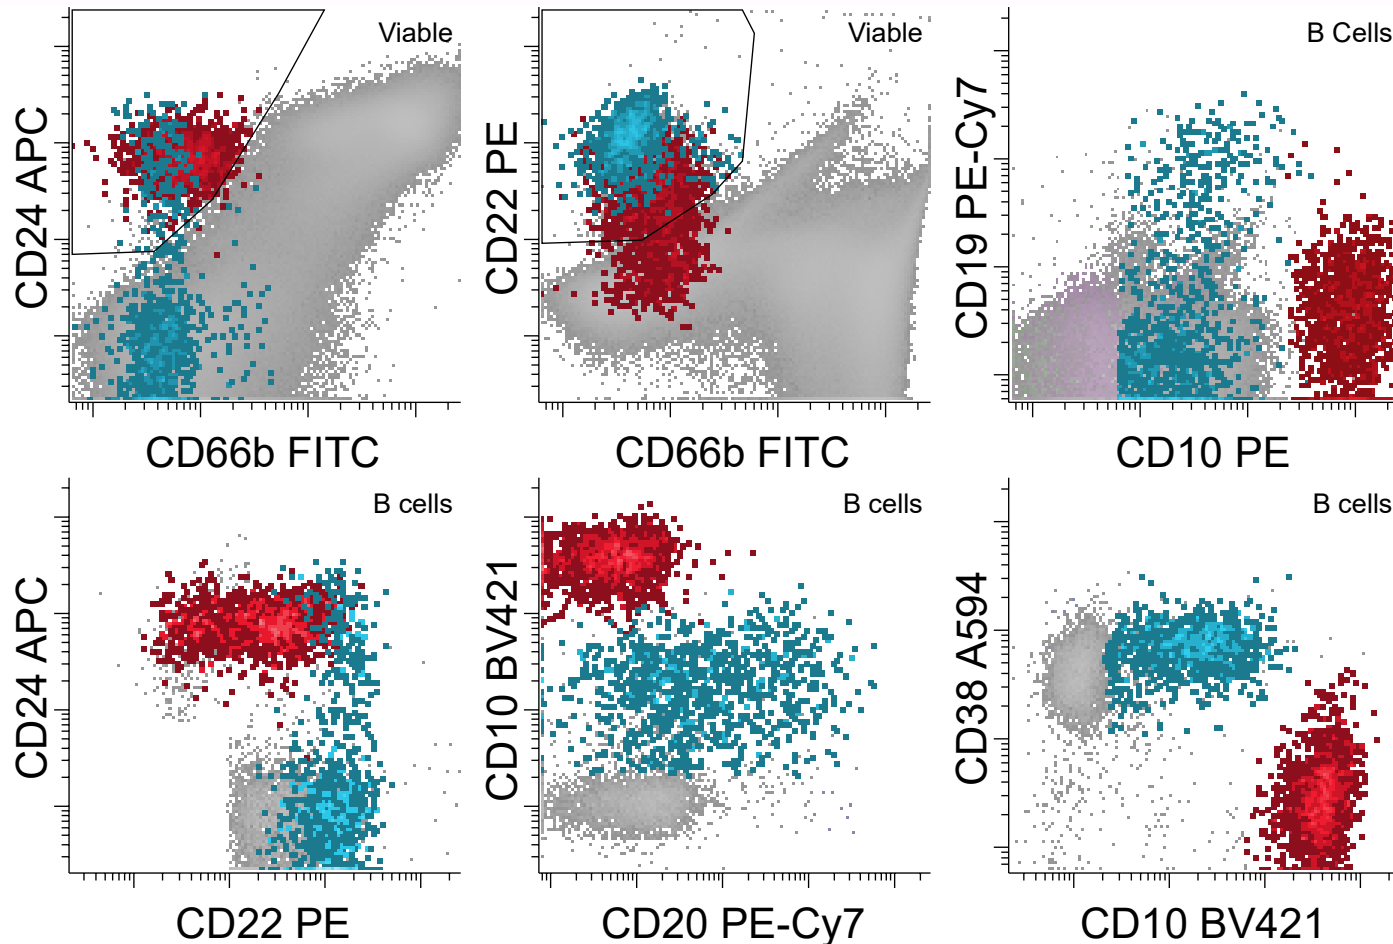 Viable
CD24 APC
CD66b FITC
Viable
CD22 PE
CD66b FITC
B Cells
CD19 PE-Cy7
CD10 PE
B cells
CD24 APC
CD22 PE
B cells
CD10 BV421
CD20 PE-Cy7
B cells
CD38 A594
CD10 BV421